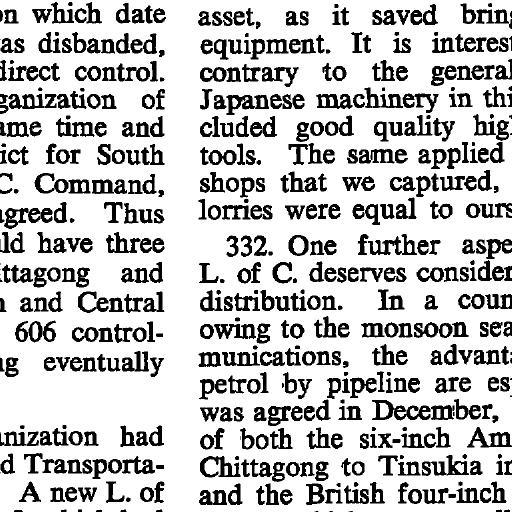 on which date
was disbanded,
direct control.
ganization of
ame time and
ict for South
C. Command,
agreed. Thus
ld have three
ittagong and
and Central
606 control-
ng eventually
anization had
d Transporta-
A new L. of
asset, as it saved bring
equipment. It is interest
contrary to the general
Japanese machinery in thi
cluded good quality hig
tools. The same applied
shops that we captured,
lorries were equal to ours
332. One further aspe
L. of C. deserves consider
distribution. In a coun
owing to the monsoon sea
munications, the advanta
petrol by pipeline are esp
was agreed in December,
of both the six-inch Am
Chittagong to Tinsukia in
and the British four-inch